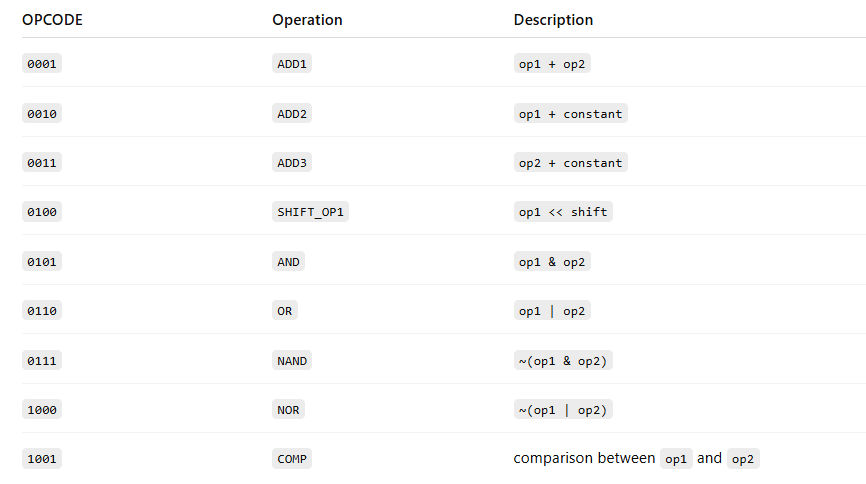 OPCODE Operation Description
0001 ADD1 op1 + op2
0010 ADD2 op1 + constant
0011 ADD3 op2 + constant
0100 SHIFT_OP1 op1 << shift
0101 AND op1 & op2
0110 OR op1 | op2
0111 NAND ~(op1 & op2)
1000 NOR ~(op1 | op2)
1001 COMP comparison between op1 and op2